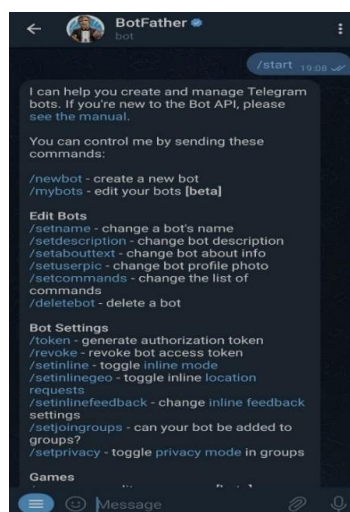 BotFather
bot
/start 19:08
I can help you create and manage Telegram
bots. If you're new to the Bot API, please
see the manual.
You can control me by sending these
commands:
/newbot - create a new bot
/mybots - edit your bots [beta]
Edit Bots
/setname - change a bot's name
/setdescription - change bot description
/setabouttext - change bot about info
/setuserpic - change bot profile photo
/setcommands - change the list of
commands
/deletebot - delete a bot
Bot Settings
/token - generate authorization token
/revoke - revoke bot access token
/setinline - toggle inline mode
/setinlinegeo - toggle inline location
requests
/setinlinefeedback - change inline feedback
settings
/setjoingroups - can your bot be added to
groups?
/setprivacy - toggle privacy mode in groups
Games
Message